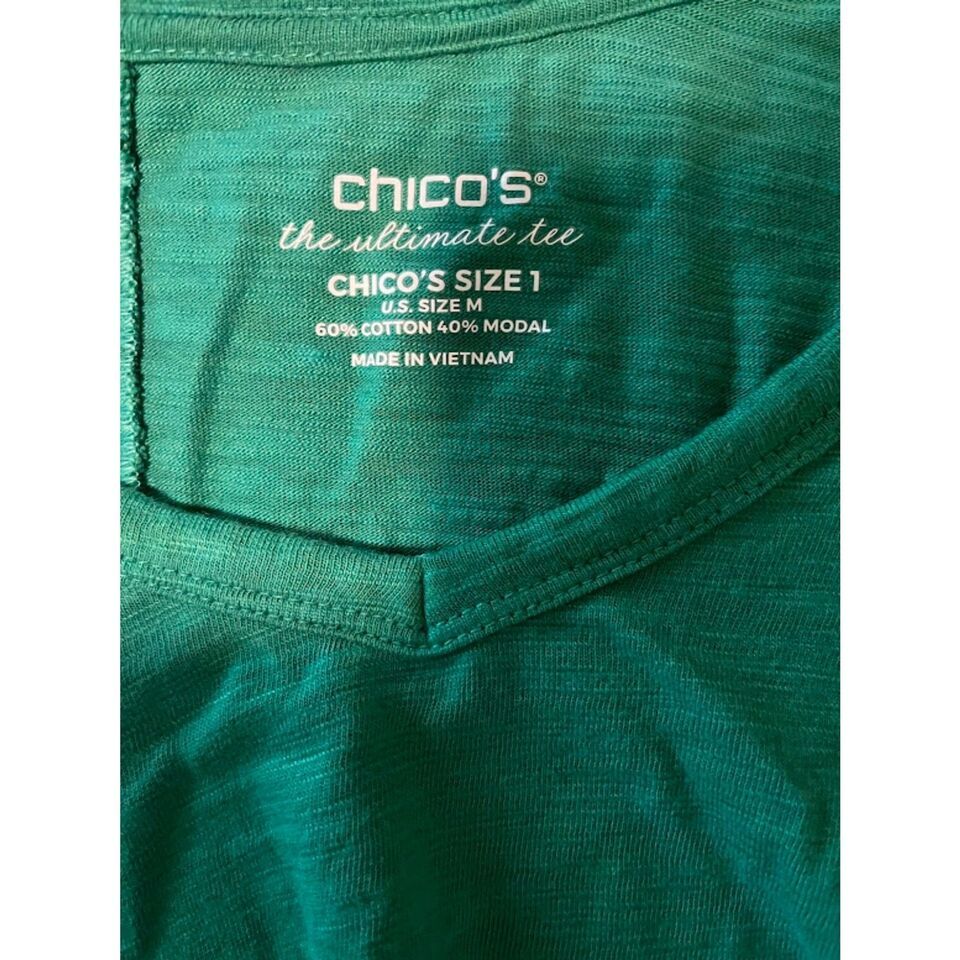 chico's®
the ultimate tee
CHICO'S SIZE 1
U.S. SIZE M
60% COTTON 40% MODAL
MADE IN VIETNAM